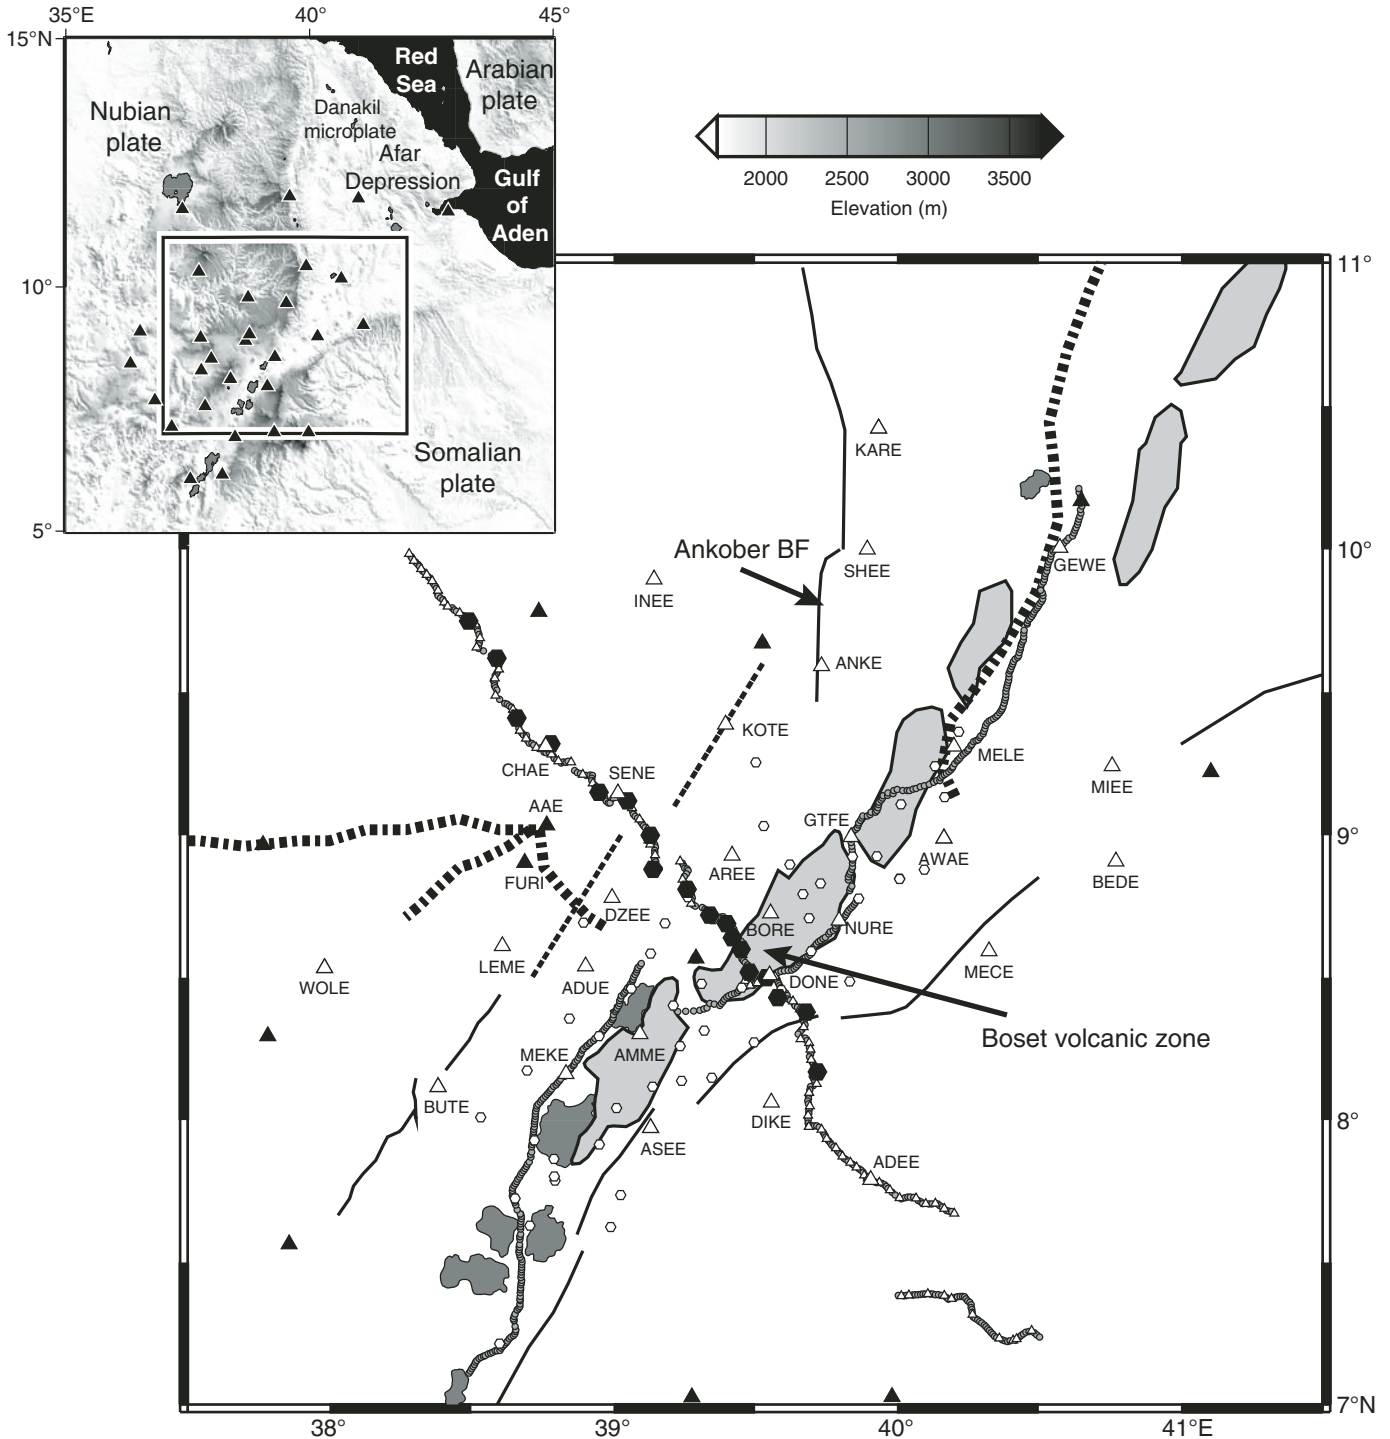 35°E
40°
45°
15°N
10°
5°
Nubian
plate
Red
Sea
Arabian
plate
Danakil
microplate
Afar
Depression
Gulf
of
Aden
Somalian
plate
2000
2500
3000
3500
Elevation (m)
11°
10°
9°
8°
7°N
38°
39°
40°
41°E
KARE
Ankober BF
SHEE
INEE
GEWE
ANKE
KOTE
MELE
CHAE
SENE
MIEE
AAE
GTFE
FURI
AREE
AWAE
BEDE
DZEE
BORE
NURE
LEME
MECE
WOLE
ADUE
DONE
Boset volcanic zone
MEKE
AMME
BUTE
DIKE
ASEE
ADEE